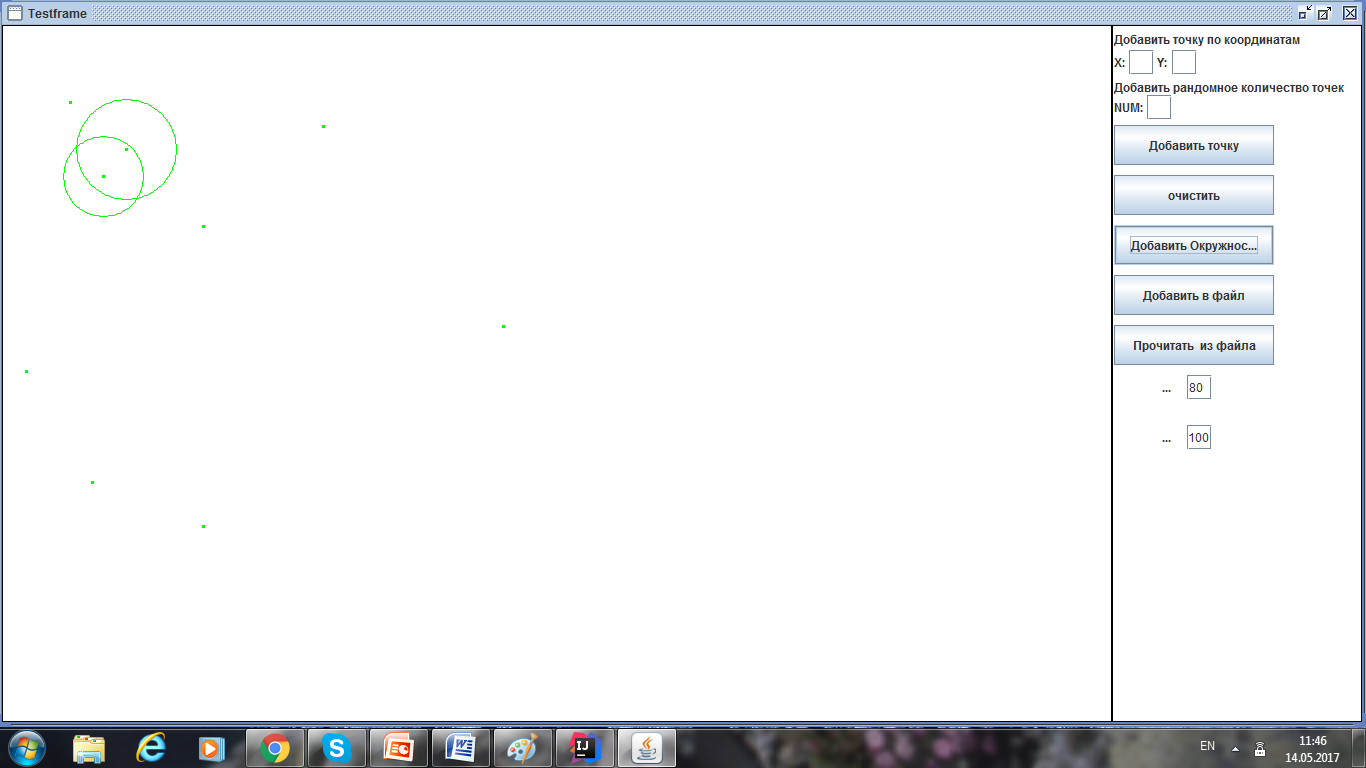 Testframe
Добавить точку по координатам
X: Y:
Добавить рандомное количество точек
NUM:
Добавить точку
очистить
Добавить Окружнос...
Добавить в файл
Прочитать из файла
... 80
... 100
EN 11:46
14.05.2017